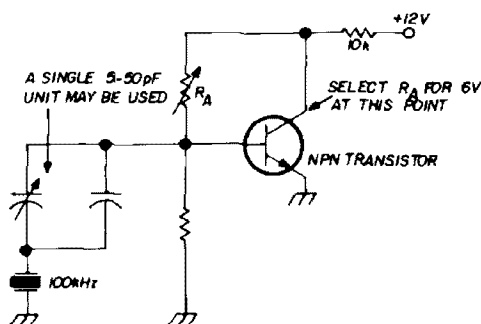 +12V
10k
A SINGLE 5-50pF
UNIT MAY BE USED
RA
SELECT RA FOR 6V
AT THIS POINT
NPN TRANSISTOR
100kHz